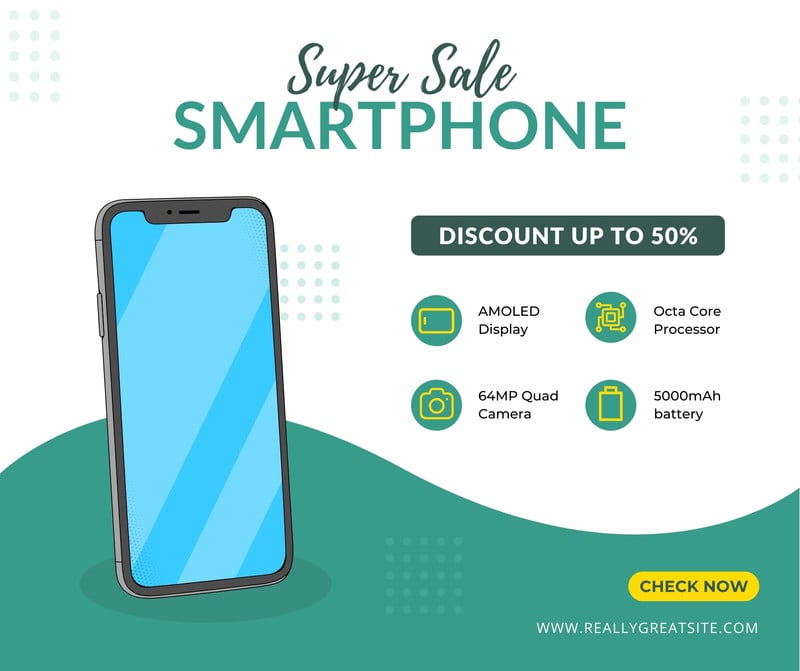 Super Sale
SMARTPHONE
DISCOUNT UP TO 50%
AMOLED
Display
Octa Core
Processor
64MP Quad
Camera
5000mAh
battery
CHECK NOW
WWW.REALLYGREATSITE.COM